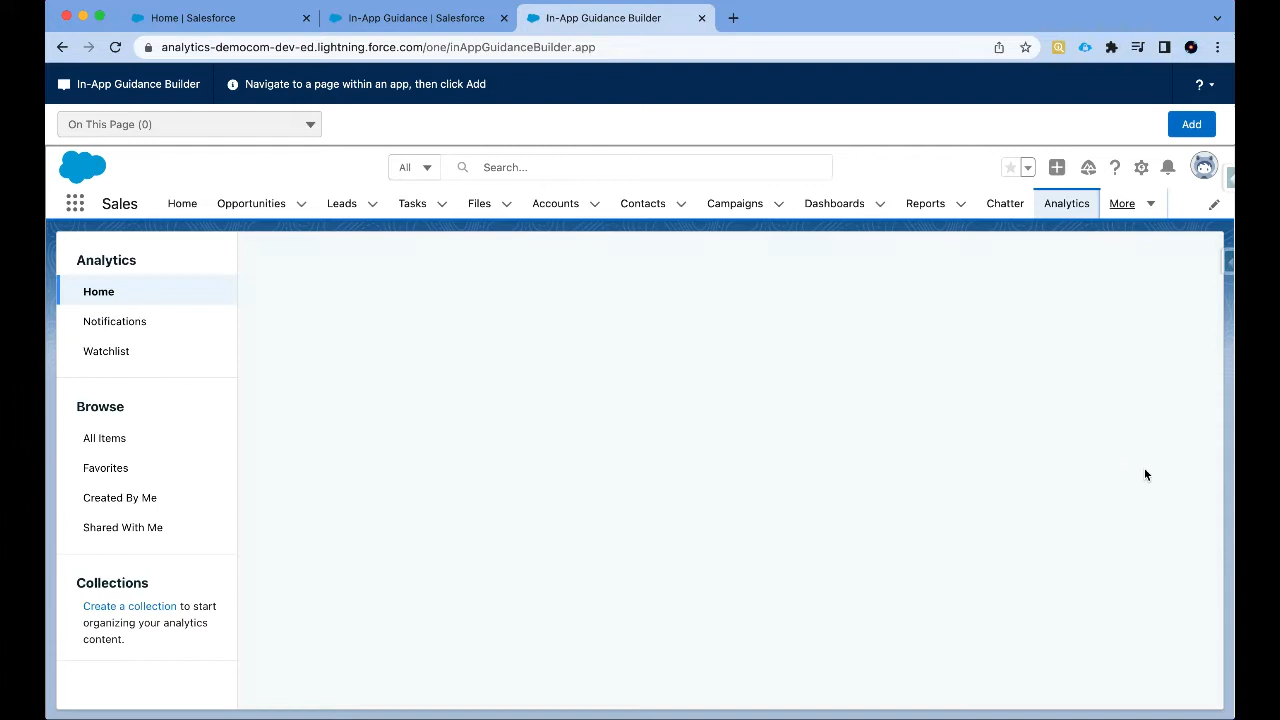 Home | Salesforce
In-App Guidance | Salesforce
In-App Guidance Builder
analytics-democom-dev-ed.lightning.force.com/one/inAppGuidanceBuilder.app
In-App Guidance Builder
Navigate to a page within an app, then click Add
?
On This Page (0)
Add
All
Search...
Sales
Home
Opportunities
Leads
Tasks
Files
Accounts
Contacts
Campaigns
Dashboards
Reports
Chatter
Analytics
More
Analytics
Home
Notifications
Watchlist
Browse
All Items
Favorites
Created By Me
Shared With Me
Collections
Create a collection to start
organizing your analytics
content.